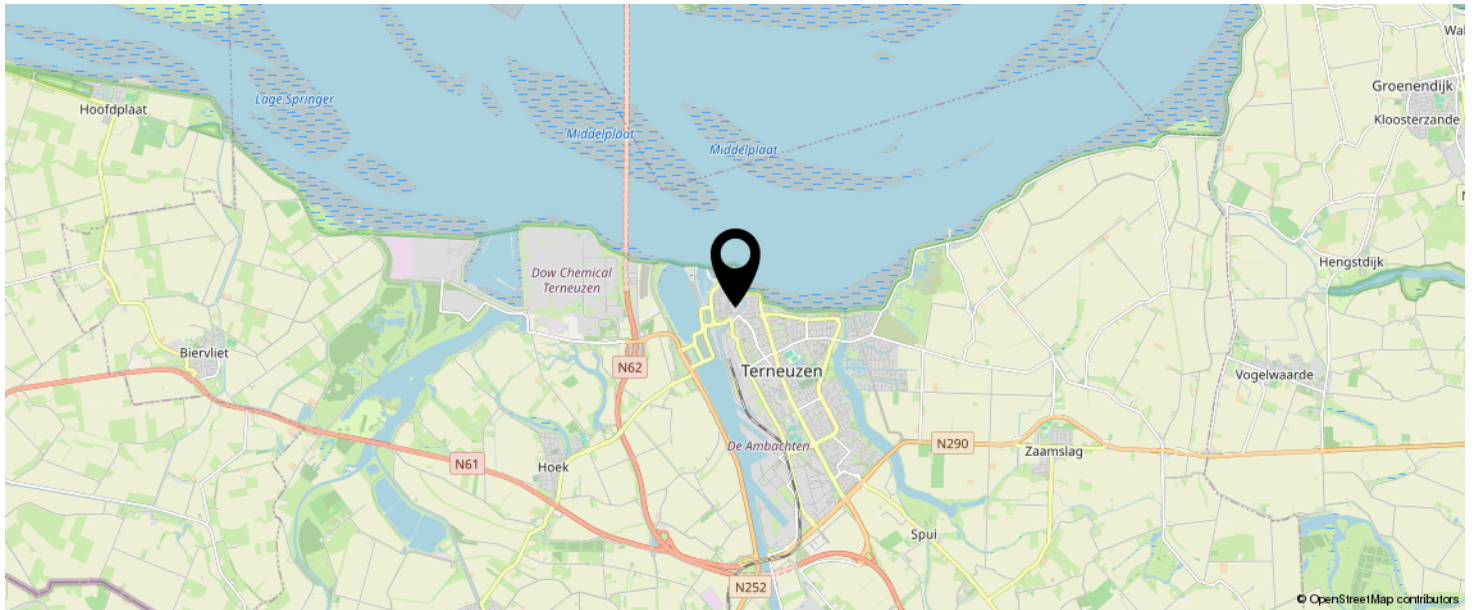 Wal
Groenendijk
Lage Springer
Hoofdplaat
Kloosterzande
Middelplaat
Middelplaat
N
Hengstdijk
Dow Chemical
Terneuzen
Biervliet
N62
Terneuzen
Vogelwaarde
De Ambachten
N290
Zaamslag
N61
Hoek
Spui
N252
© OpenStreetMap contributors